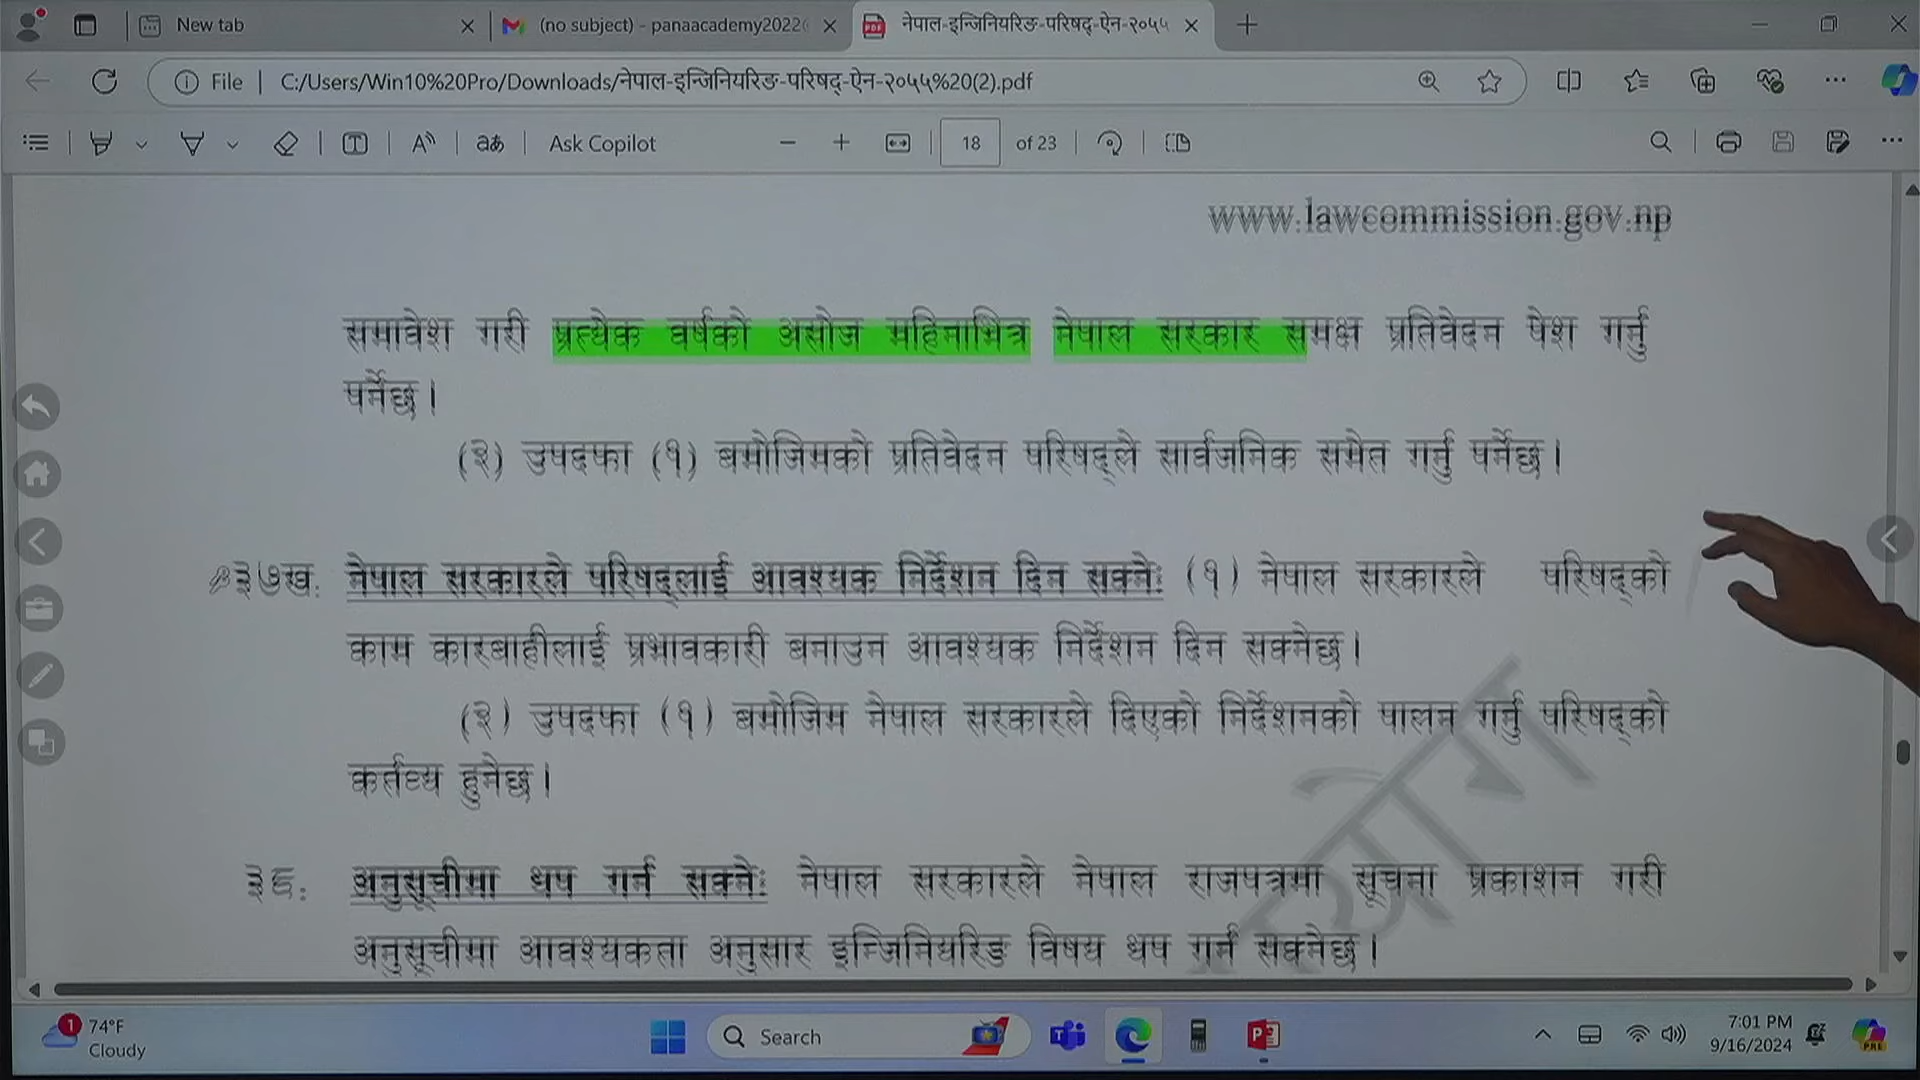 New tab
(no subject) - panaacademy2022
नेपाल-इन्जिनियरिङ-परिषद्-ऐन-२०५५
File | C:/Users/Win10%20Pro/Downloads/नेपाल-इन्जिनियरिङ-परिषद्-ऐन-२०५५%20(2).pdf
Ask Copilot
18 of 23
www.lawcommission.gov.np
समावेश गरी प्रत्येक वर्षको असोज महिनाभित्र नेपाल सरकार समक्ष प्रतिवेदन पेश गर्नु
पर्नेछ ।
(२) उपदफा (१) बमोजिमको प्रतिवेदन परिषद्ले सार्वजनिक समेत गर्नु पर्नेछ ।
३७ख. नेपाल सरकारले परिषद्लाई आवश्यक निर्देशन दिन सक्नेः (१) नेपाल सरकारले परिषद्को
काम कारबाहीलाई प्रभावकारी बनाउन आवश्यक निर्देशन दिन सक्नेछ ।
(२) उपदफा (१) बमोजिम नेपाल सरकारले दिएको निर्देशनको पालन गर्नु परिषद्को
कर्तव्य हुनेछ ।
३८. अनुसूचीमा थप गर्न सक्नेः नेपाल सरकारले नेपाल राजपत्रमा सूचना प्रकाशन गरी
अनुसूचीमा आवश्यकता अनुसार इन्जिनियरिङ विषय थप गर्न सक्नेछ ।
1
74°F
Cloudy
Search
7:01 PM
9/16/2024